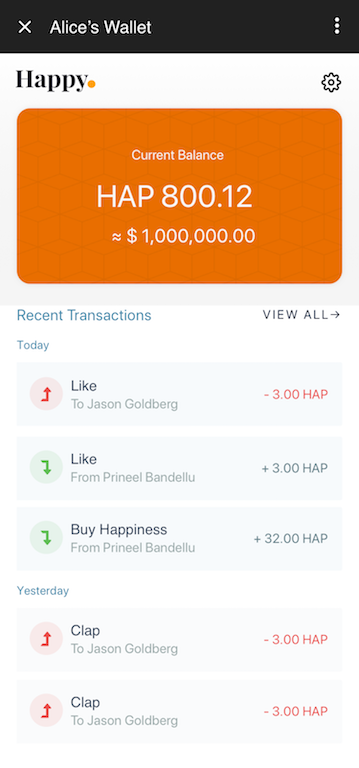 Alice's Wallet
Happy.
Current Balance
HAP 800.12
≈ $ 1,000,000.00
Recent Transactions
VIEW ALL→
Today
Like
To Jason Goldberg
- 3.00 HAP
Like
From Prineel Bandellu
+ 3.00 HAP
Buy Happiness
From Prineel Bandellu
+ 32.00 HAP
Yesterday
Clap
To Jason Goldberg
- 3.00 HAP
Clap
To Jason Goldberg
- 3.00 HAP